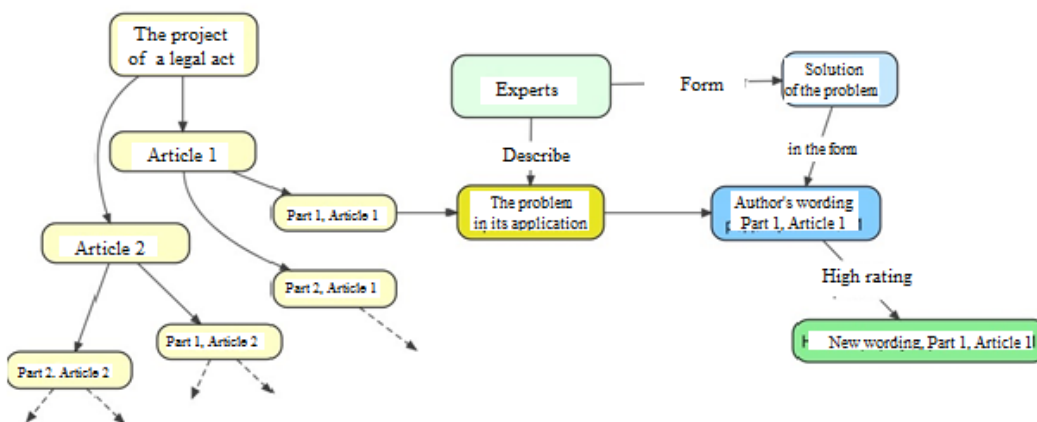 The project
of a legal act
Experts
Form
Solution
of the problem
Article 1
Describe
in the form
Part 1, Article 1
The problem
in its application
Author's wording
Part 1, Article 1
Article 2
Part 2, Article 1
High rating
Part 1, Article 2
New wording, Part 1, Article 1
Part 2. Article 2